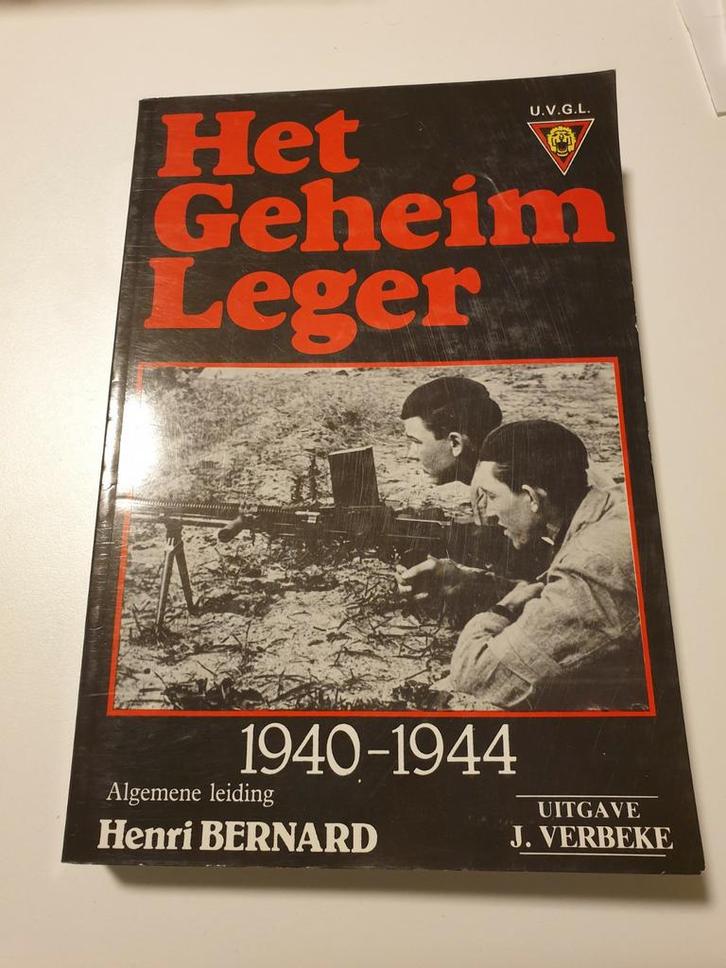 U.V.G.L.
Het
Geheim
Leger
1940-1944
Algemene leiding
Henri BERNARD
UITGAVE
J. VERBEKE